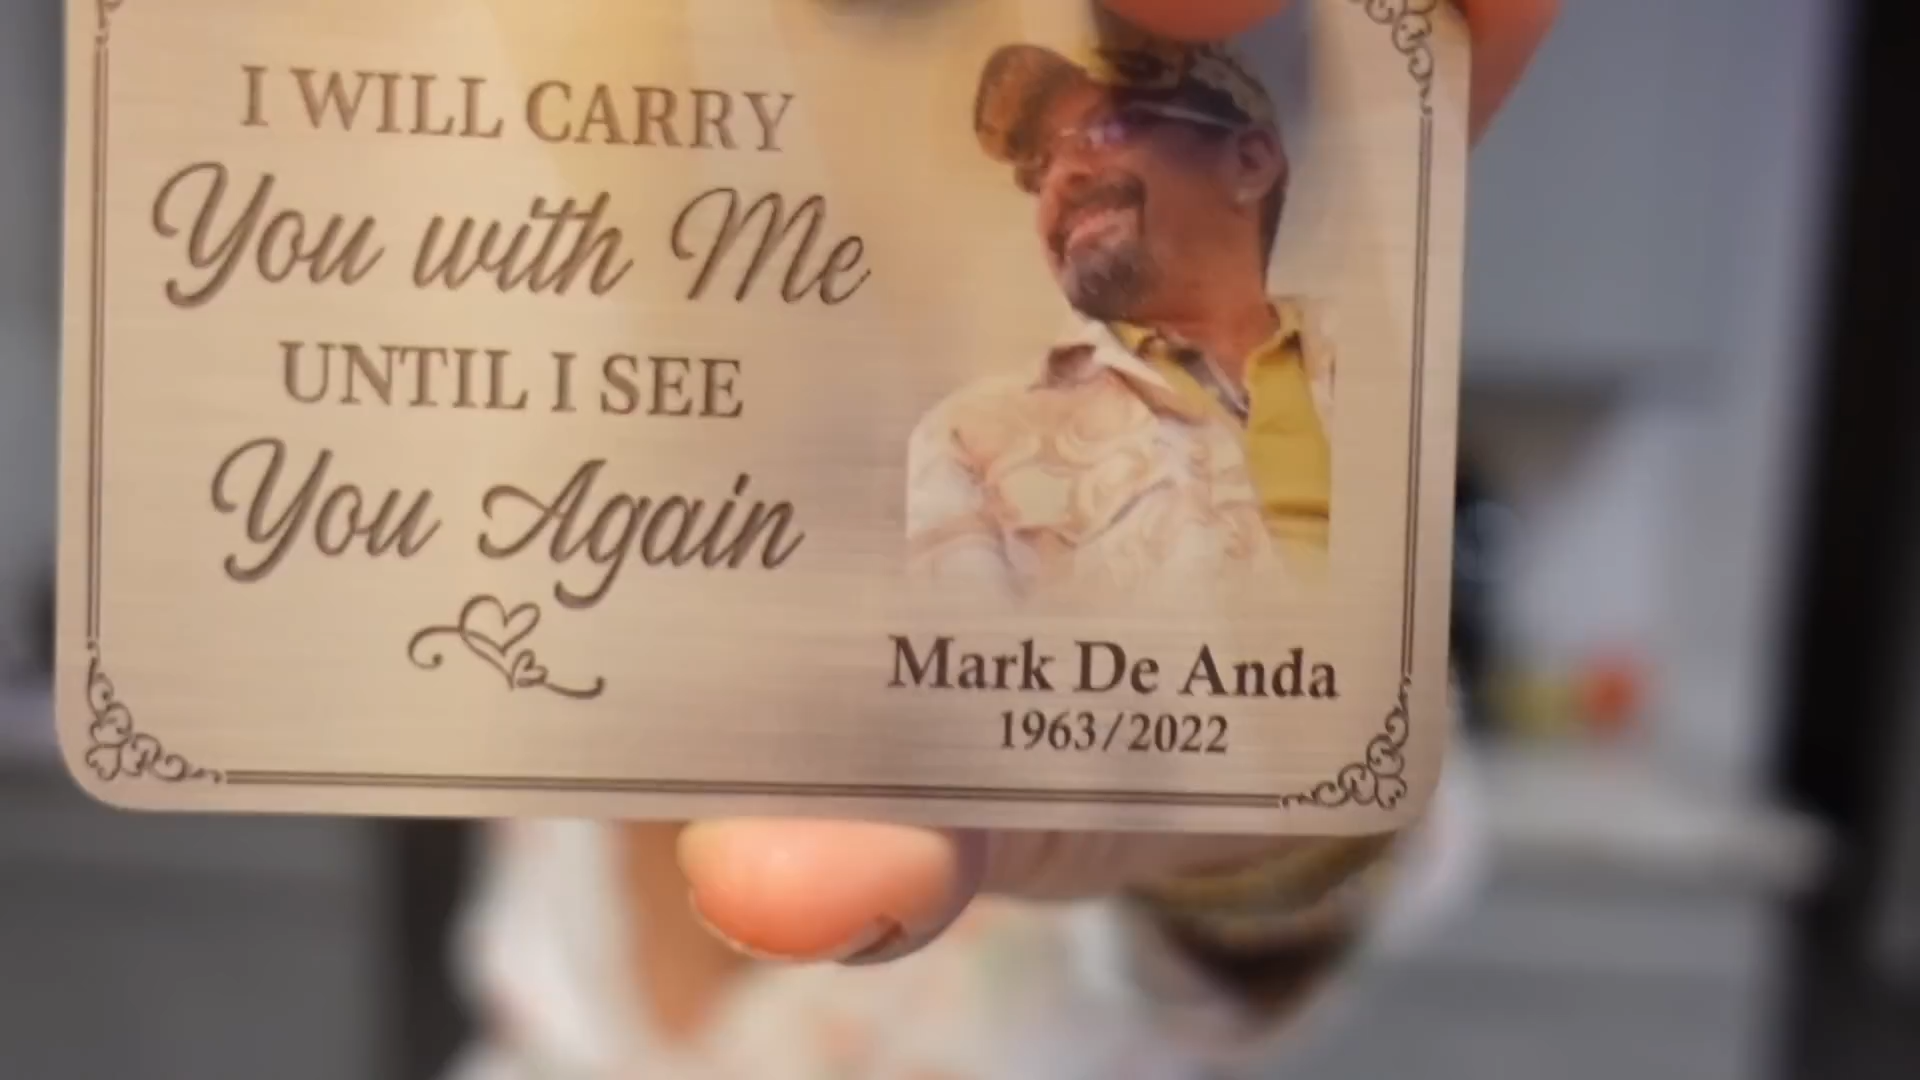 I WILL CARRY
You with Me
UNTIL I SEE
You Again
Mark De Anda
1963/2022